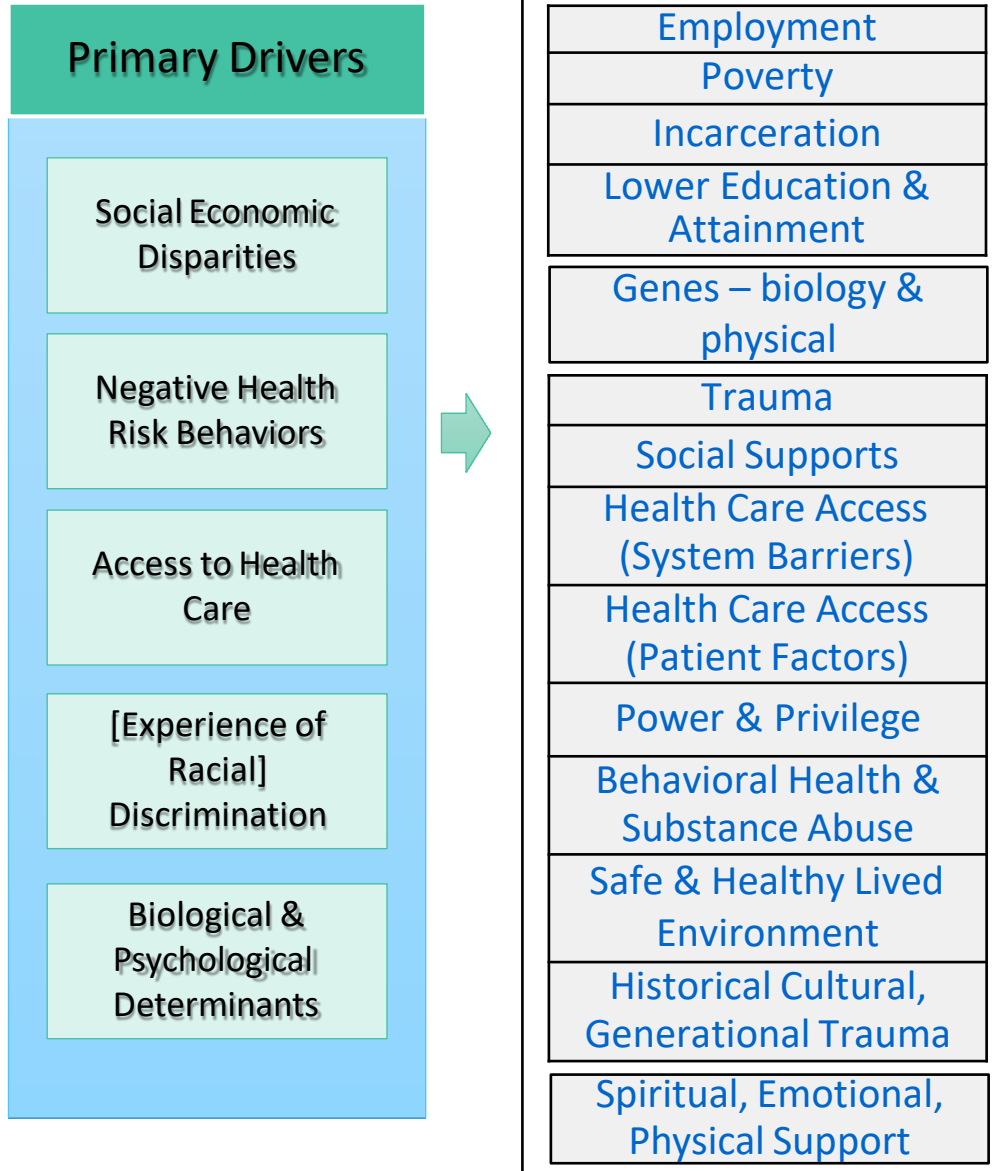 Primary Drivers
Social Economic
Disparities
Negative Health
Risk Behaviors
Access to Health
Care
[Experience of
Racial]
Discrimination
Biological &
Psychological
Determinants
Employment
Poverty
Incarceration
Lower Education &
Attainment
Genes – biology &
physical
Trauma
Social Supports
Health Care Access
(System Barriers)
Health Care Access
(Patient Factors)
Power & Privilege
Behavioral Health &
Substance Abuse
Safe & Healthy Lived
Environment
Historical Cultural,
Generational Trauma
Spiritual, Emotional,
Physical Support